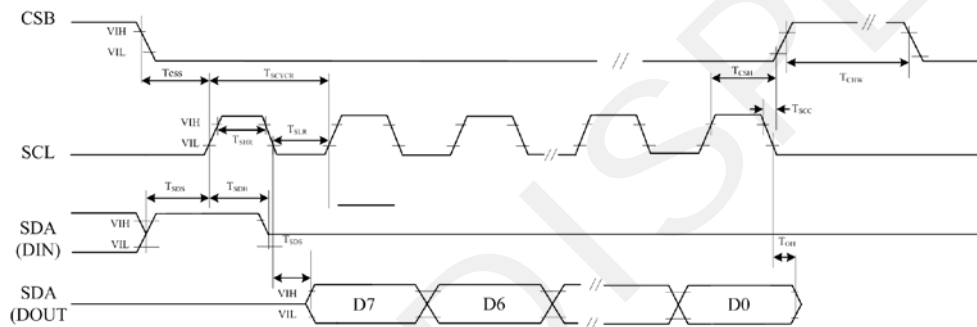 CSB
VIH
VIL
Tcss
TSCYCR
TCSH
TCHW
TSCC
SCL
VIH
VIL
TSHR
TSLR
TSDS
TSDH
SDA
(DIN)
VIH
VIL
TSDS
TOH
SDA
(DOUT
VIH
VIL
D7
D6
D0
DISPL